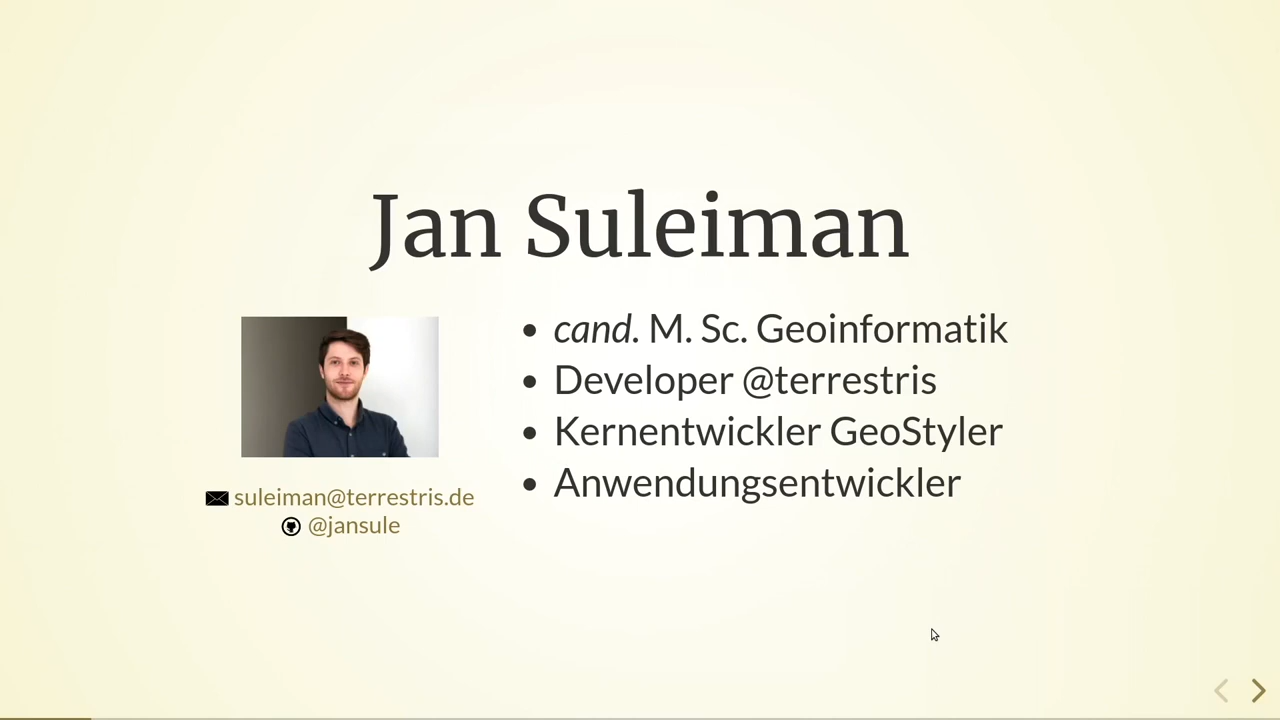 Jan Suleiman
cand. M. Sc. Geoinformatik
Developer @terrestris
Kernentwickler GeoStyler
Anwendungsentwickler
suleiman@terrestris.de
@jansule